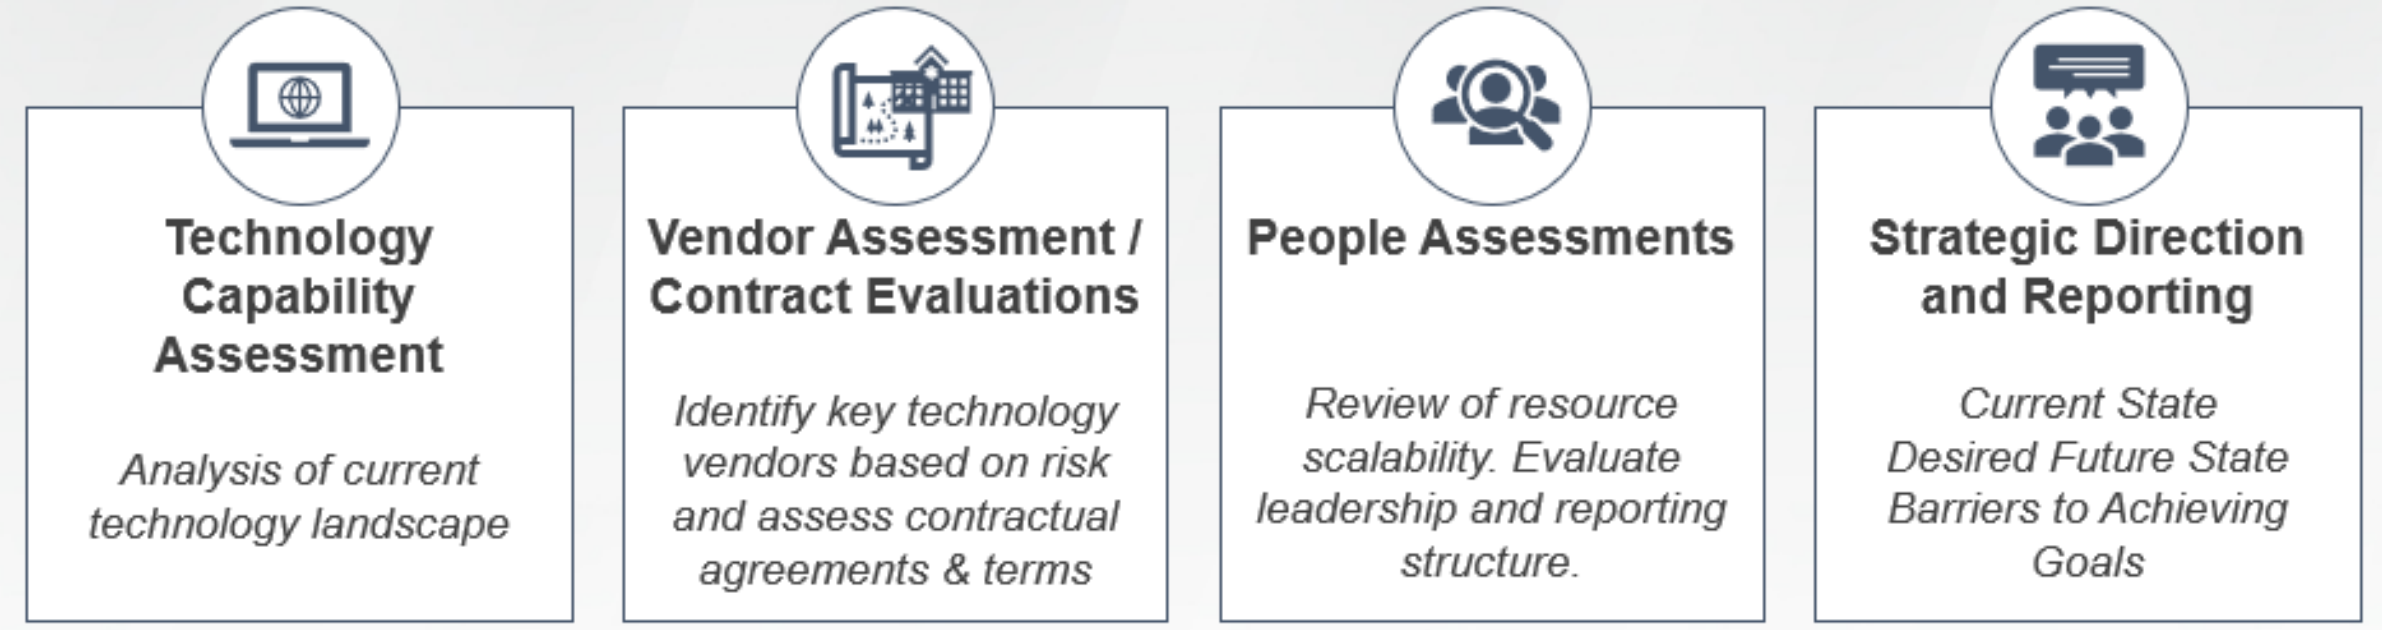 Technology
Capability
Assessment
Analysis of current
technology landscape
Vendor Assessment /
Contract Evaluations
Identify key technology
vendors based on risk
and assess contractual
agreements & terms
People Assessments
Review of resource
scalability. Evaluate
leadership and reporting
structure.
Strategic Direction
and Reporting
Current State
Desired Future State
Barriers to Achieving
Goals